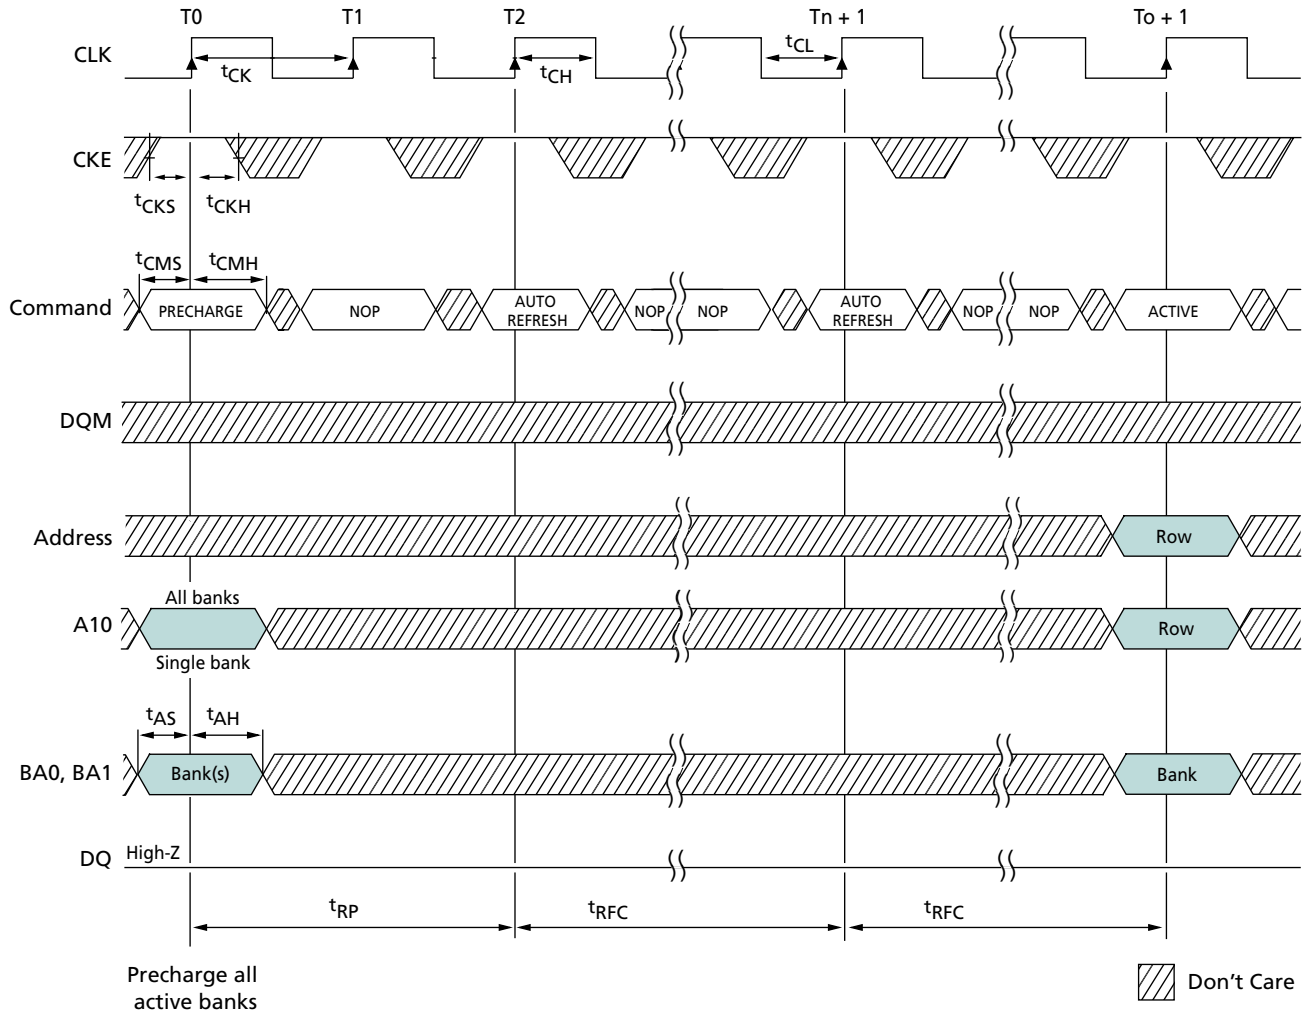 T0 T1 T2 Tn + 1 To + 1
CLK
tCK tCH tCL
CKE
tCKS tCKH
tCMS tCMH
Command
PRECHARGE
NOP
AUTO
REFRESH
NOP
NOP
AUTO
REFRESH
NOP
NOP
ACTIVE
DQM
Address
Row
All banks
A10
Row
Single bank
tAS tAH
BA0, BA1
Bank(s)
Bank
DQ
High-Z
tRP tRFC tRFC
Precharge all
active banks
Don't Care